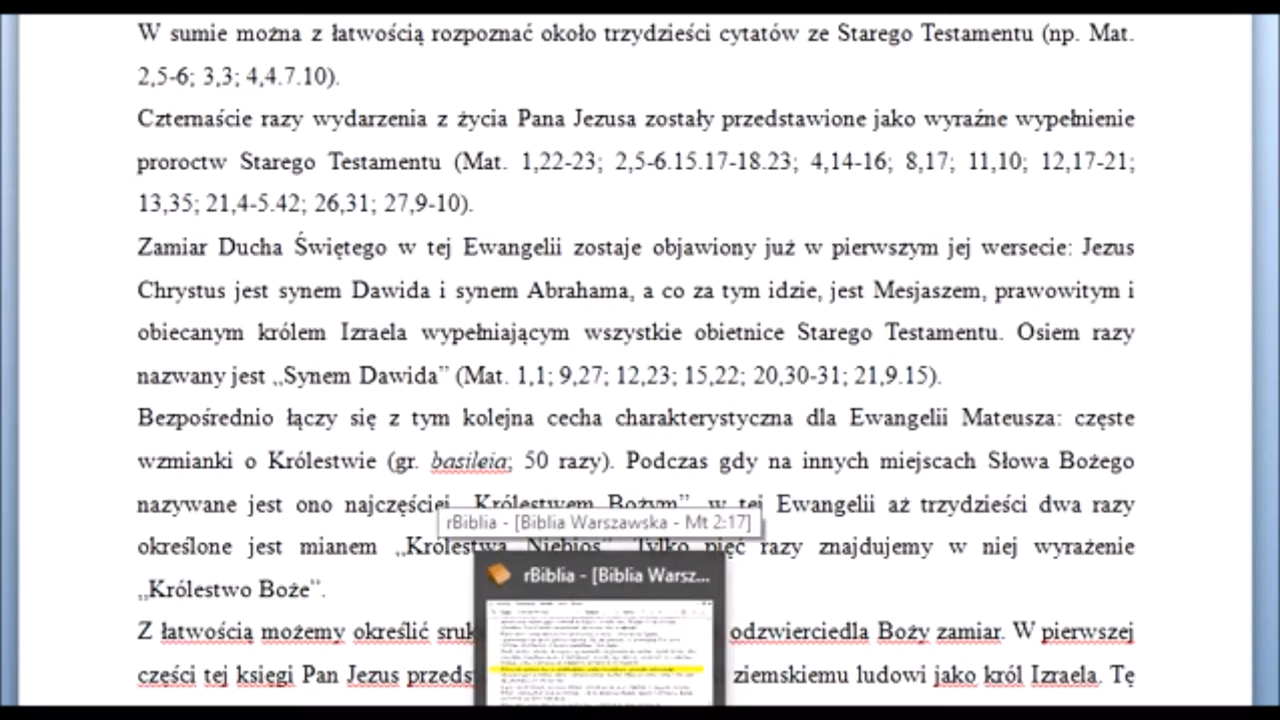 W sumie można z łatwością rozpoznać około trzydzieści cytatów ze Starego Testamentu (np. Mat.
2,5-6; 3,3; 4,4.7.10).
Czternaście razy wydarzenia z życia Pana Jezusa zostały przedstawione jako wyraźne wypełnienie
proroctw Starego Testamentu (Mat. 1,22-23; 2,5-6.15.17-18.23; 4,14-16; 8,17; 11,10; 12,17-21;
13,35; 21,4-5.42; 26,31; 27,9-10).
Zamiar Ducha Świętego w tej Ewangelii zostaje objawiony już w pierwszym jej wersecie: Jezus
Chrystus jest synem Dawida i synem Abrahama, a co za tym idzie, jest Mesjaszem, prawowitym i
obiecanym królem Izraela wypełniającym wszystkie obietnice Starego Testamentu. Osiem razy
nazwany jest „Synem Dawida” (Mat. 1,1; 9,27; 12,23; 15,22; 20,30-31; 21,9.15).
Bezpośrednio łączy się z tym kolejna cecha charakterystyczna dla Ewangelii Mateusza: częste
wzmianki o Królestwie (gr. basileia; 50 razy). Podczas gdy na innych miejscach Słowa Bożego
nazywane jest ono najczęściej „Królestwem Bożym”, w tej Ewangelii aż trzydzieści dwa razy
rBiblia - [Biblia Warszawska - Mt 2:17]
określone jest mianem „Królestwa Niebios”. Tylko pięć razy znajdujemy w niej wyrażenie
rBiblia - [Biblia Warsz...
„Królestwo Boże”.
Z łatwością możemy określić odzwierciedla Boży zamiar. W pierwszej
części tej księgi Pan Jezus ziemskiemu ludowi jako król Izraela. Tę